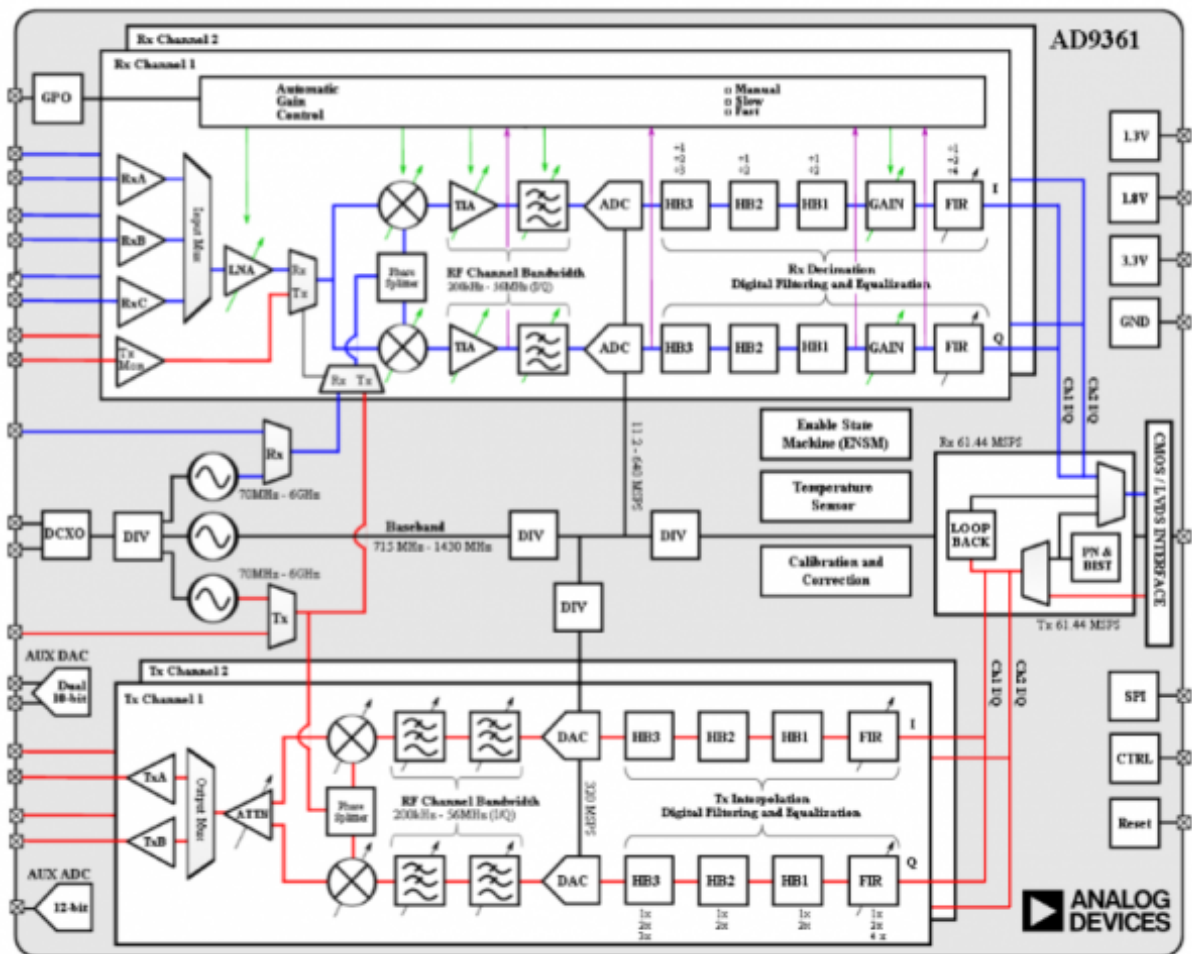 Rx Channel 2
AD9361
Rx Channel 1
GPO
Automatic
Gain
Control
Manual
Slow
Fast
1.3V
1.8V
3.3V
GND
RxA
RxB
RxC
Tx
Mon
Input Mux
LNA
Rx
Tx
Phase
Splitter
Rx Tx
TIA
ADC
÷1
÷2
÷3
HB3
÷1
÷2
HB2
÷1
÷2
HB1
GAIN
÷1
÷2
÷4
FIR
I
RF Channel Bandwidth
200kHz - 56MHz (I/Q)
Rx Decimation
Digital Filtering and Equalization
TIA
ADC
HB3
HB2
HB1
GAIN
FIR
Q
Ch1 I/Q
Ch2 I/Q
Rx
70MHz - 6GHz
11.2 - 640 MSPS
Enable State
Machine (ENSM)
Temperature
Sensor
Calibration and
Correction
Rx 61.44 MSPS
LOOP
BACK
PN &
BIST
Tx 61.44 MSPS
CMOS / LVDS INTERFACE
DCXO
DIV
Baseband
715 MHz - 1430 MHz
DIV
DIV
DIV
70MHz - 6GHz
Tx
AUX DAC
Dual
10-bit
Tx Channel 2
Tx Channel 1
Ch1 I/Q
Ch2 I/Q
SPI
CTRL
Reset
TxA
TxB
Output Mux
ATTN
Phase
Splitter
DAC
HB3
HB2
HB1
FIR
I
RF Channel Bandwidth
200kHz - 56MHz (I/Q)
320 MSPS
Tx Interpolation
Digital Filtering and Equalization
DAC
HB3
HB2
HB1
FIR
Q
1x
2x
3x
1x
2x
1x
2x
1x
2x
4 x
AUX ADC
12-bit
ANALOG
DEVICES